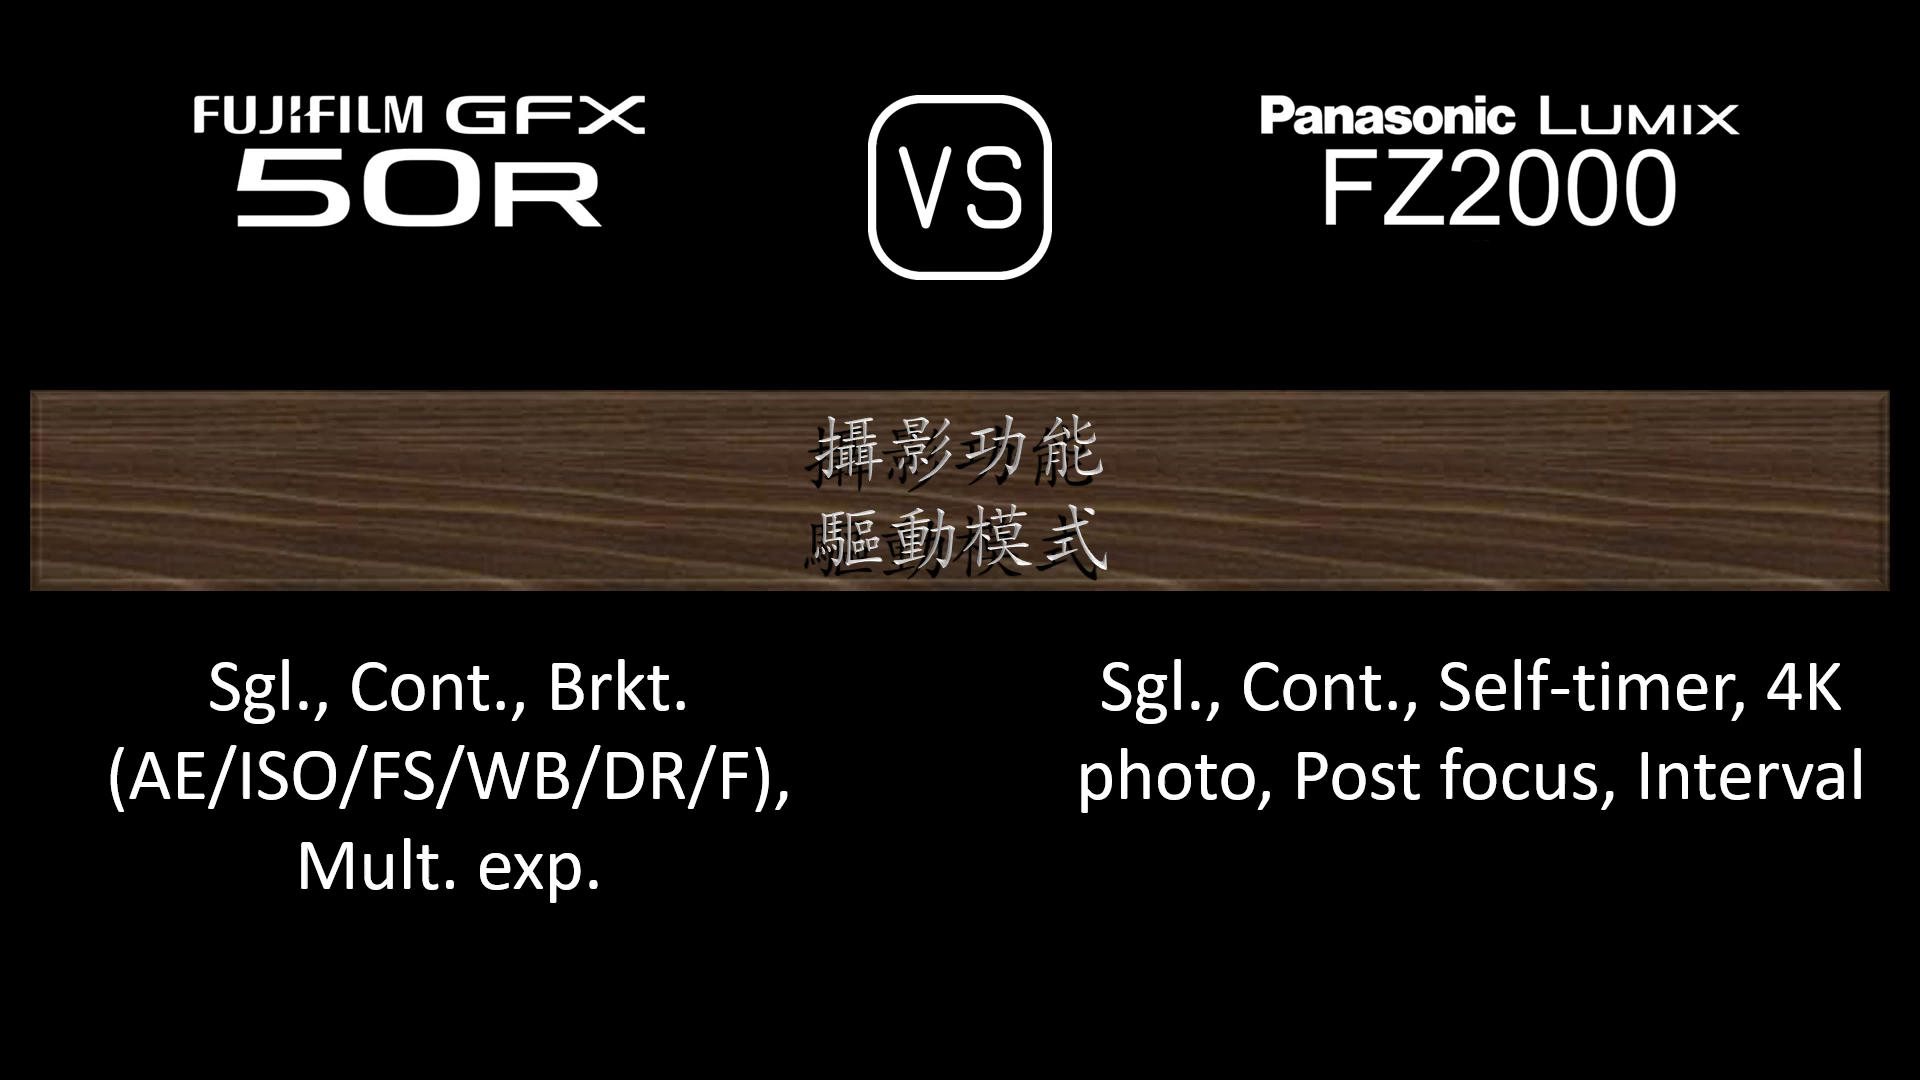 FUJIFILM GFX
50R
VS
Panasonic LUMIX
FZ2000
攝影功能
驅動模式
Sgl., Cont., Brkt.
(AE/ISO/FS/WB/DR/F),
Mult. exp.
Sgl., Cont., Self-timer, 4K
photo, Post focus, Interval